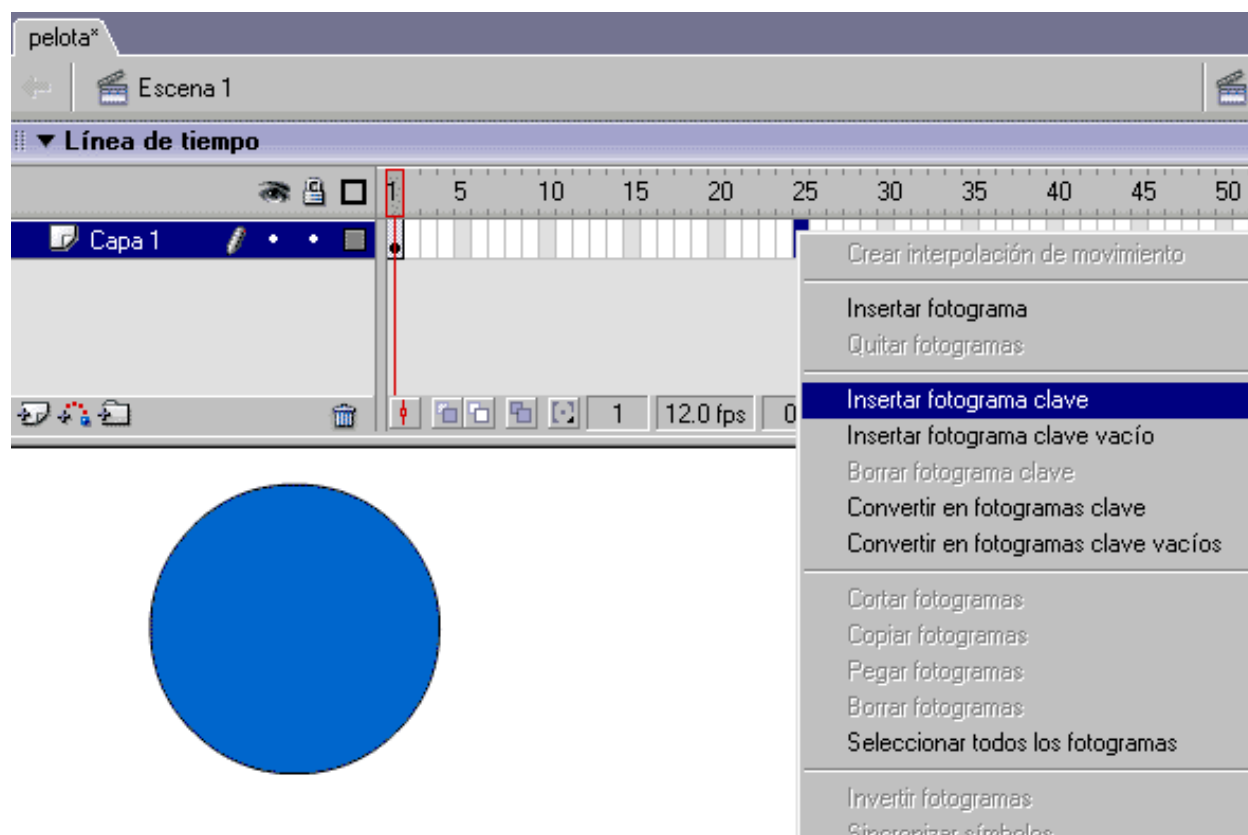 pelota*
Escena 1
Línea de tiempo
1 5 10 15 20 25 30 35 40 45 50
Capa 1
Crear interpolación de movimiento
Insertar fotograma
Quitar fotogramas
Insertar fotograma clave
Insertar fotograma clave vacío
Borrar fotograma clave
Convertir en fotogramas clave
Convertir en fotogramas clave vacíos
1 12.0 fps 0
Cortar fotogramas
Copiar fotogramas
Pegar fotogramas
Borrar fotogramas
Seleccionar todos los fotogramas
Invertir fotogramas
Sincronizar símbolos